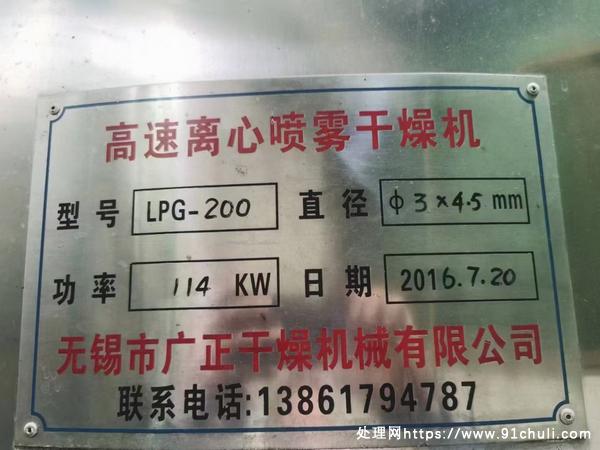 高速离心喷雾干燥机
型号 LPG-200 直径 φ3×4.5 mm
功率 114 KW 日期 2016.7.20
无锡市广正干燥机械有限公司
联系电话:13861794787
处理网https://www.91chuli.com/